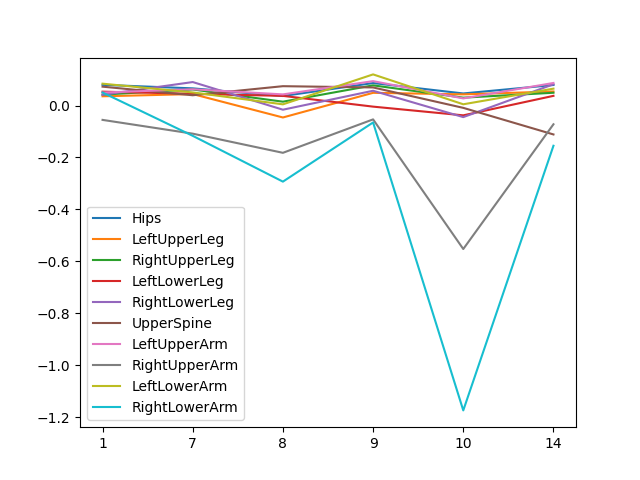 0.0
−0.2
−0.4
−0.6
−0.8
−1.0
−1.2
Hips
LeftUpperLeg
RightUpperLeg
LeftLowerLeg
RightLowerLeg
UpperSpine
LeftUpperArm
RightUpperArm
LeftLowerArm
RightLowerArm
1 7 8 9 10 14